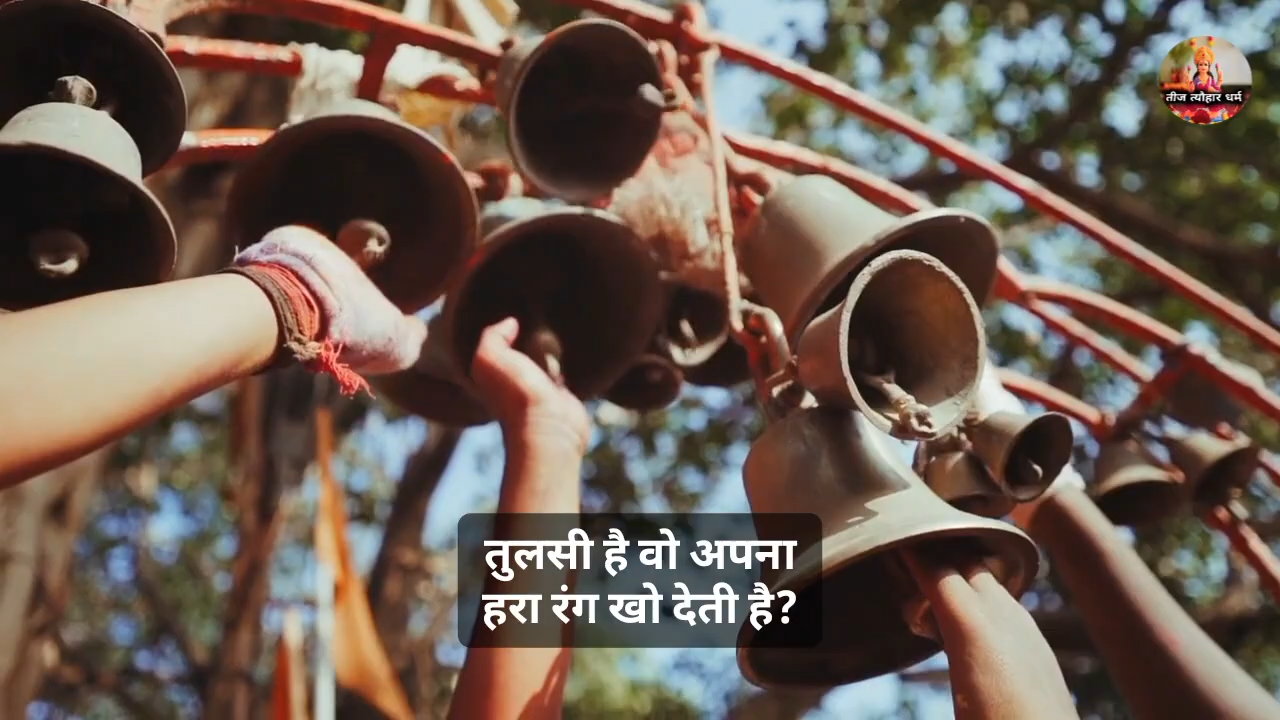 तीज त्यौहार धर्म
तुलसी है वो अपना
हरा रंग खो देती है?